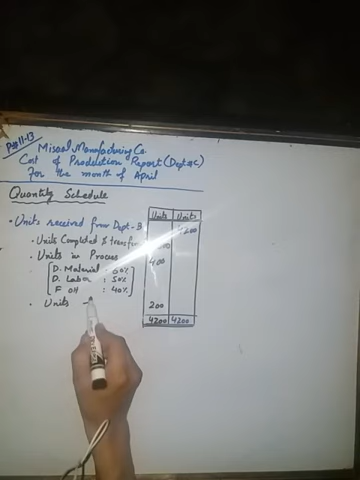 P# 11-13
Misaal Manufacturing Co.
Cost of Production Report (Dept-C)
For the month of April
Quantity Schedule
Units Units
• Units received from Dept-B 4200
• Units Completed & transfer
• Units in Process 400
D. Material : 60%
D. Labor : 50%
F OH : 40%
• Units 200
4200 4200